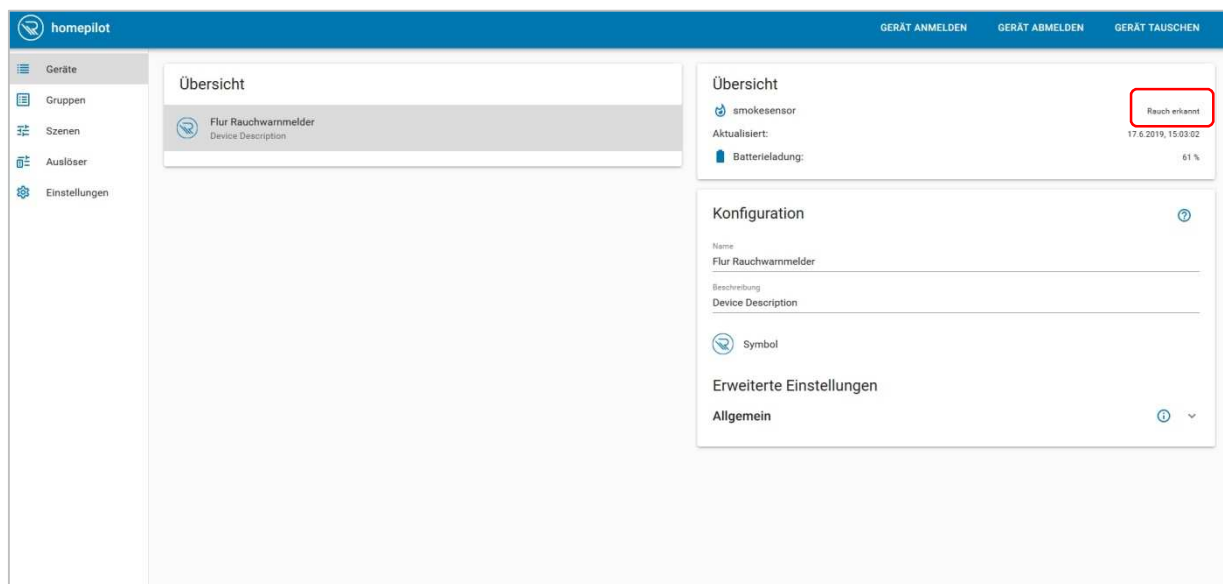 homepilot
GERÄT ANMELDEN GERÄT ABMELDEN GERÄT TAUSCHEN
Geräte
Gruppen
Szenen
Auslöser
Einstellungen
Übersicht
Flur Rauchwarnmelder
Device Description
Übersicht
smokesensor Rauch erkannt
Aktualisiert: 17.6.2019, 15:03:02
Batterieladung: 61 %
Konfiguration
Name
Flur Rauchwarnmelder
Beschreibung
Device Description
Symbol
Erweiterte Einstellungen
Allgemein